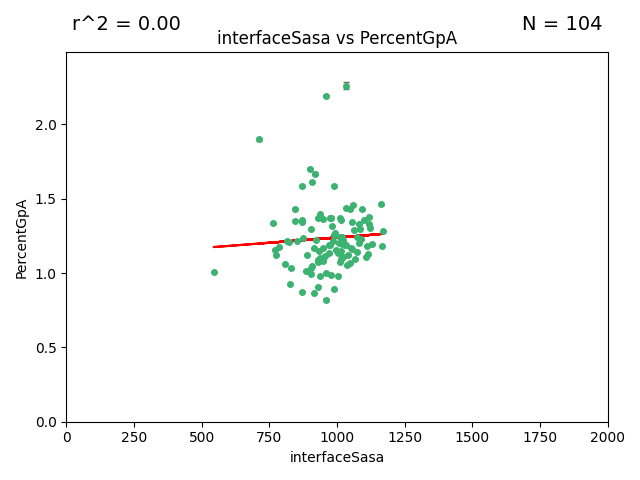 r^2 = 0.00
N = 104
interfaceSasa vs PercentGpA
PercentGpA
2.0
1.5
1.0
0.5
0.0
0 250 500 750 1000 1250 1500 1750 2000
interfaceSasa